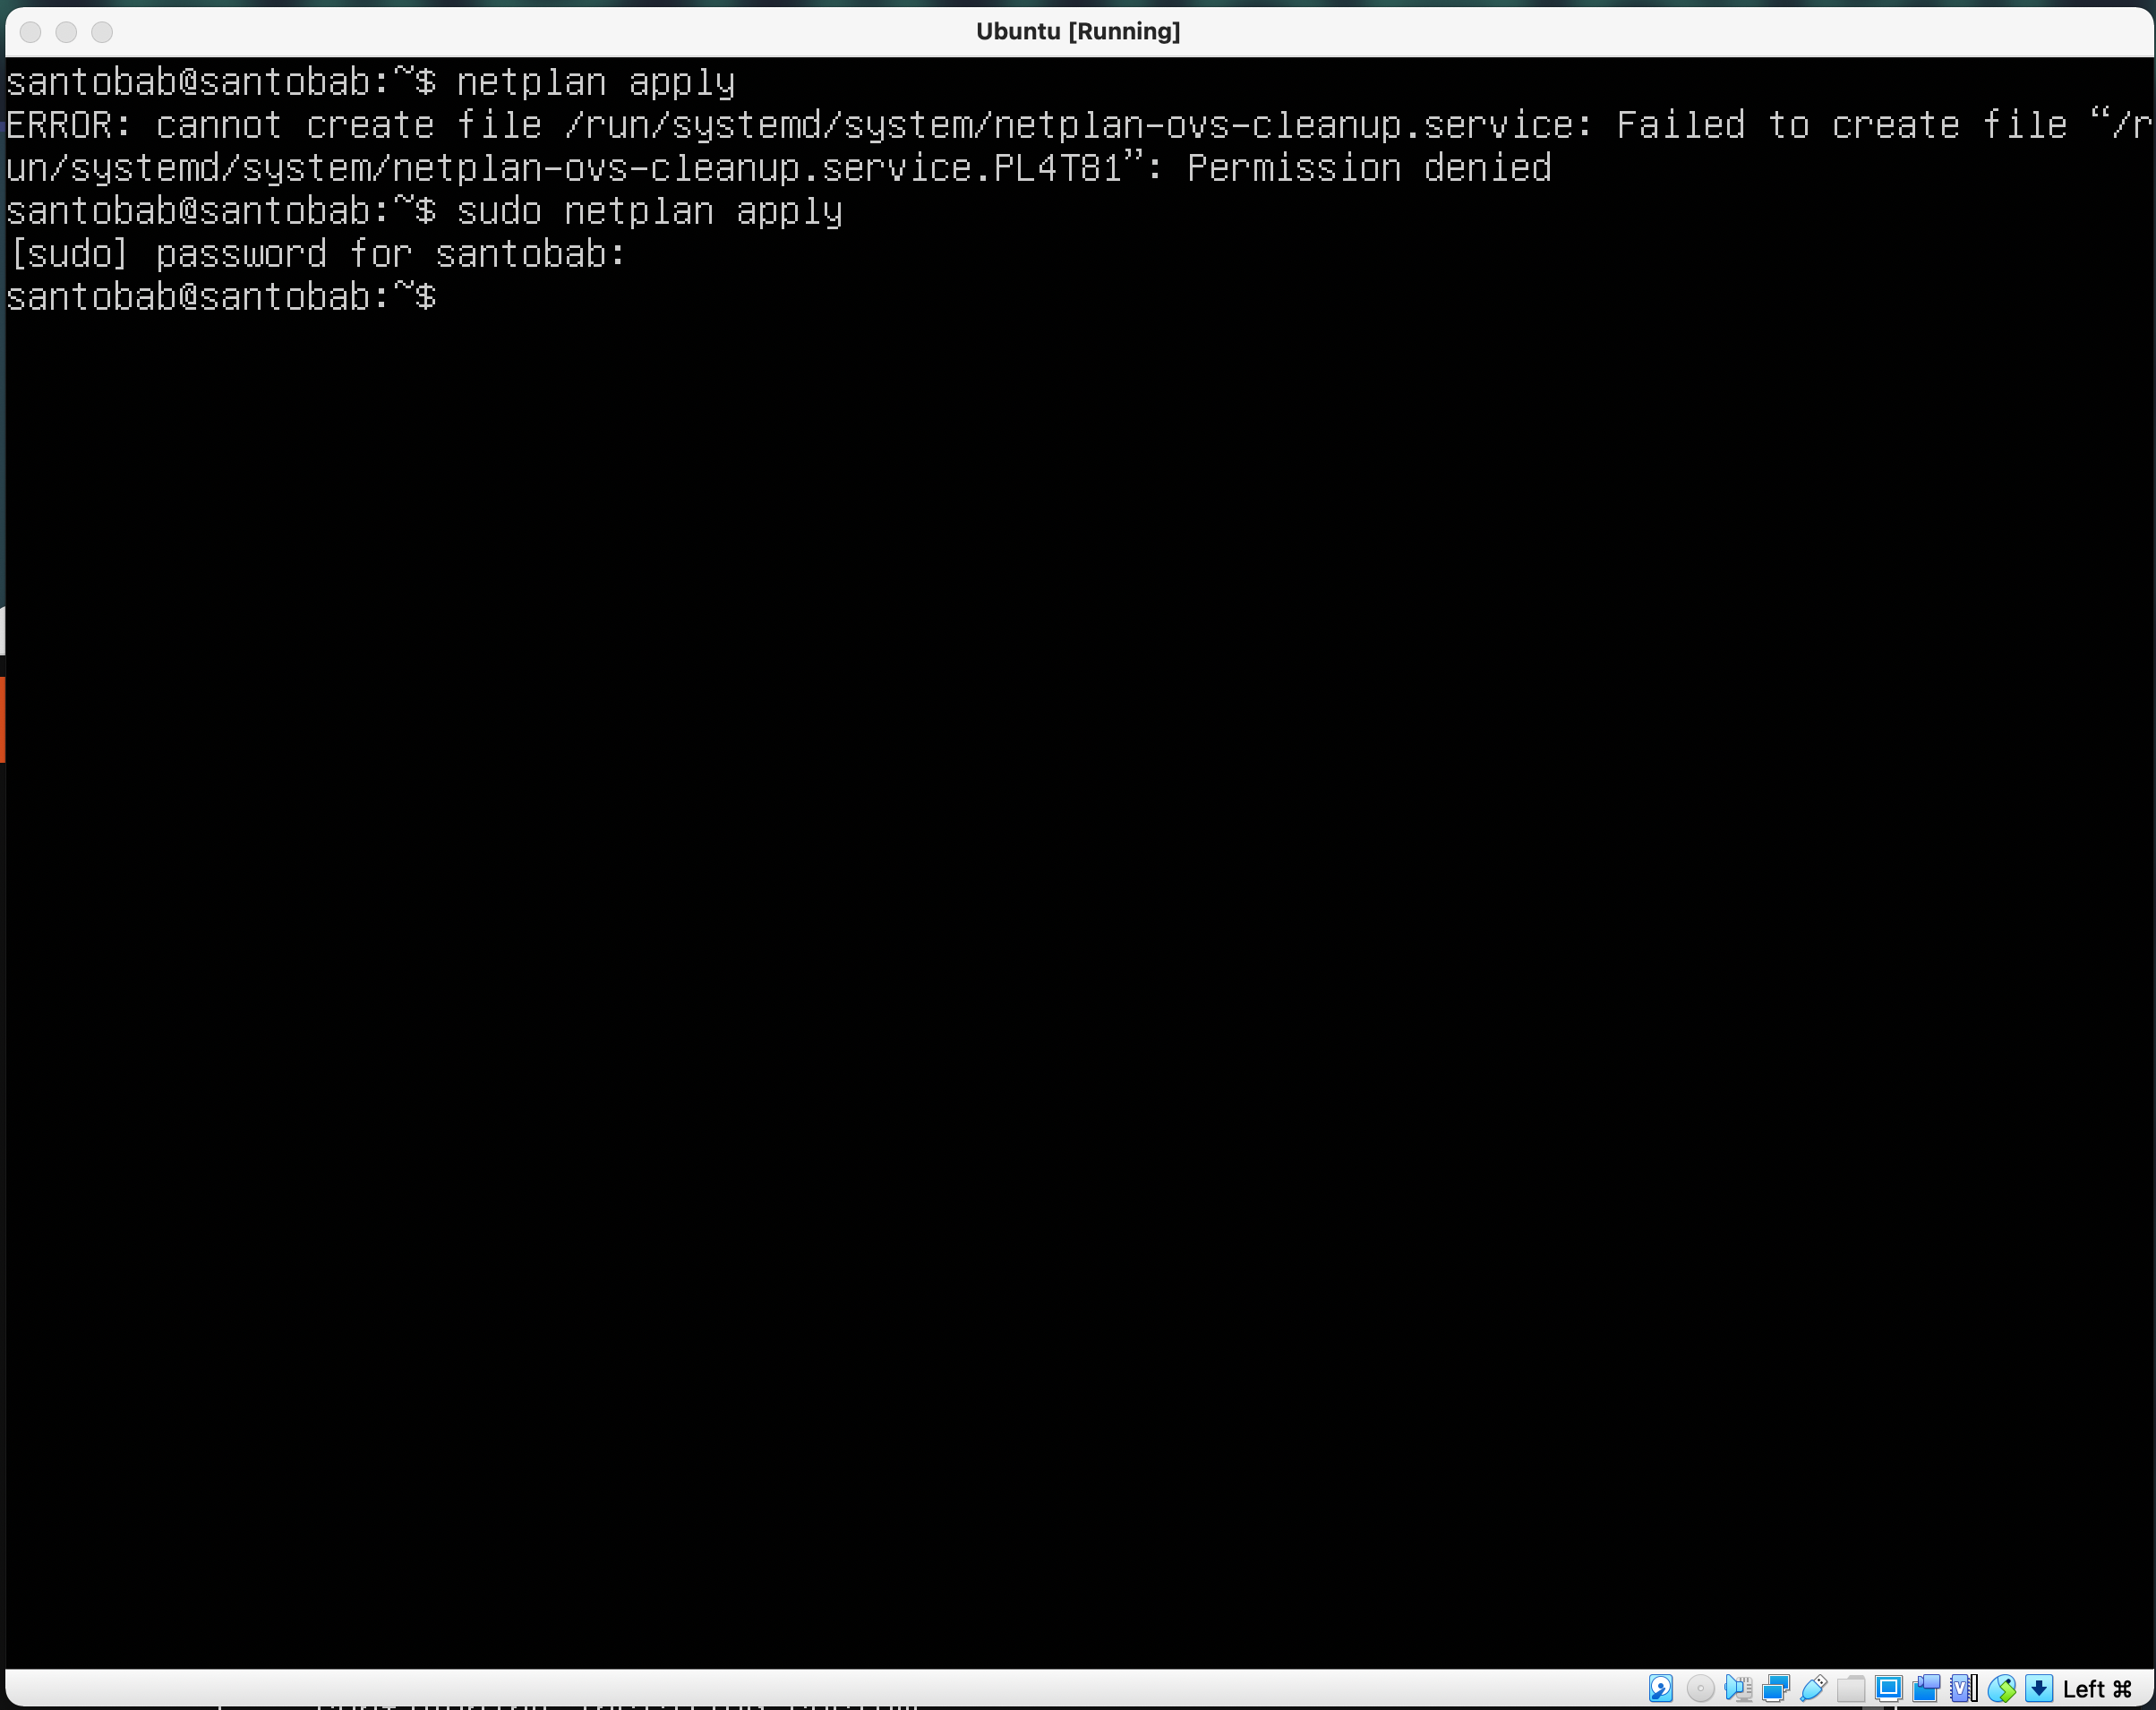 Ubuntu [Running]
santobab@santobab:~$ netplan apply
ERROR: cannot create file /run/systemd/system/netplan-ovs-cleanup.service: Failed to create file “/r
un/systemd/system/netplan-ovs-cleanup.service.PL4T81”: Permission denied
santobab@santobab:~$ sudo netplan apply
[sudo] password for santobab:
santobab@santobab:~$
Left ⌘